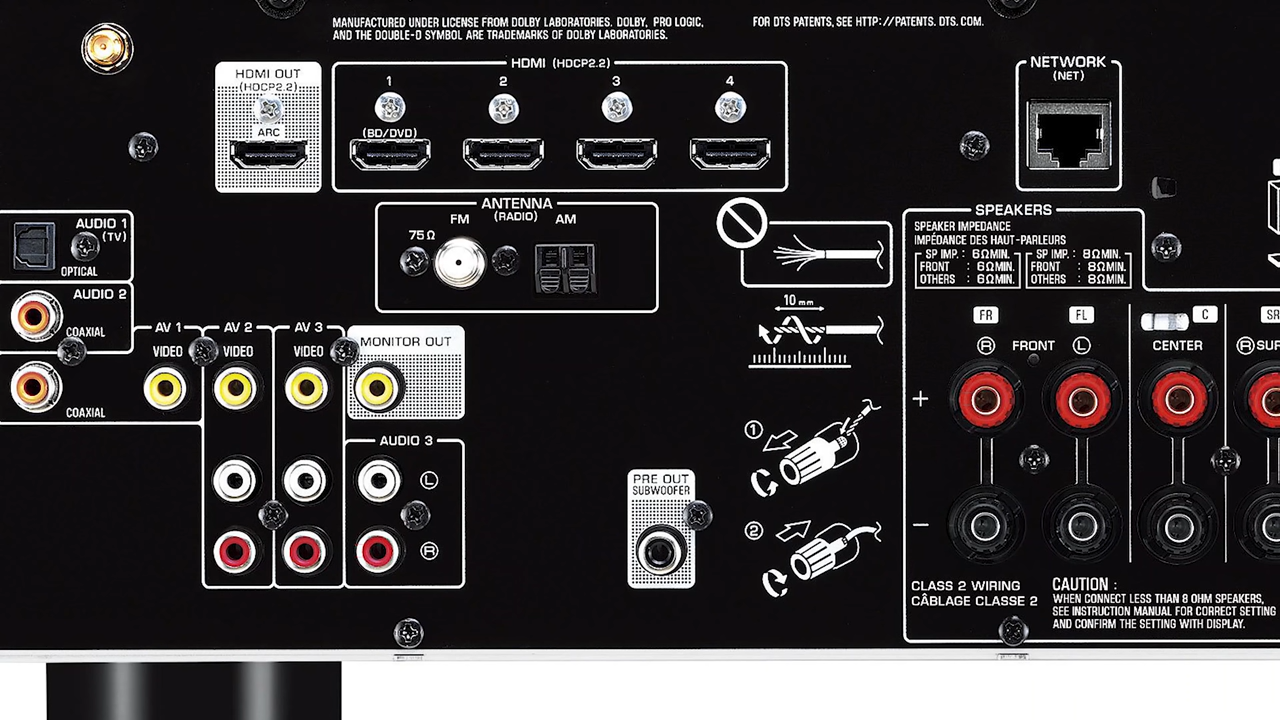 MANUFACTURED UNDER LICENSE FROM DOLBY LABORATORIES. DOLBY, PRO LOGIC,
AND THE DOUBLE-D SYMBOL ARE TRADEMARKS OF DOLBY LABORATORIES.
FOR DTS PATENTS, SEE HTTP://PATENTS. DTS. COM.
HDMI OUT
(HDCP2.2)
ARC
HDMI (HDCP2.2)
1 2 3 4
(BD/DVD)
NETWORK
(NET)
ANTENNA
(RADIO)
FM AM
75Ω
AUDIO 1
(TV)
OPTICAL
AUDIO 2
COAXIAL
COAXIAL
AV 1 AV 2 AV 3
VIDEO VIDEO VIDEO
MONITOR OUT
AUDIO 3
L
R
PRE OUT
SUBWOOFER
10 mm
1
2
SPEAKERS
SPEAKER IMPEDANCE
IMPÉDANCE DES HAUT-PARLEURS
SP IMP. : 6ΩMIN.
FRONT : 6ΩMIN.
OTHERS : 6ΩMIN.
SP IMP. : 8ΩMIN.
FRONT : 8ΩMIN.
OTHERS : 8ΩMIN.
FR FL C SR
R FRONT L CENTER R SUR
+
−
CLASS 2 WIRING
CÂBLAGE CLASSE 2
CAUTION :
WHEN CONNECT LESS THAN 8 OHM SPEAKERS,
SEE INSTRUCTION MANUAL FOR CORRECT SETTING
AND CONFIRM THE SETTING WITH DISPLAY.